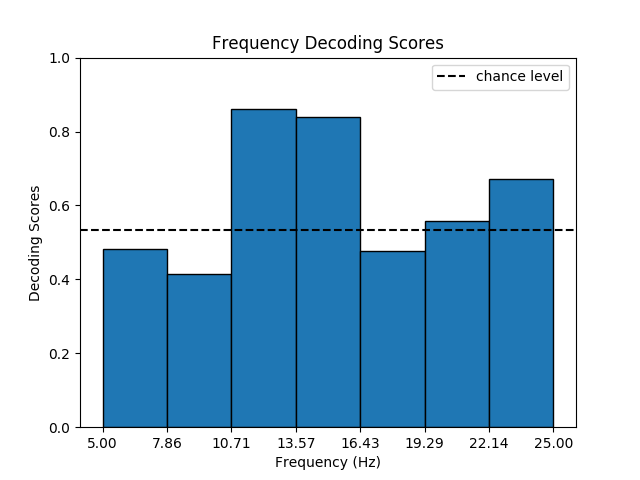 Frequency Decoding Scores
chance level
1.0
0.8
0.6
0.4
0.2
0.0
Decoding Scores
5.00 7.86 10.71 13.57 16.43 19.29 22.14 25.00
Frequency (Hz)